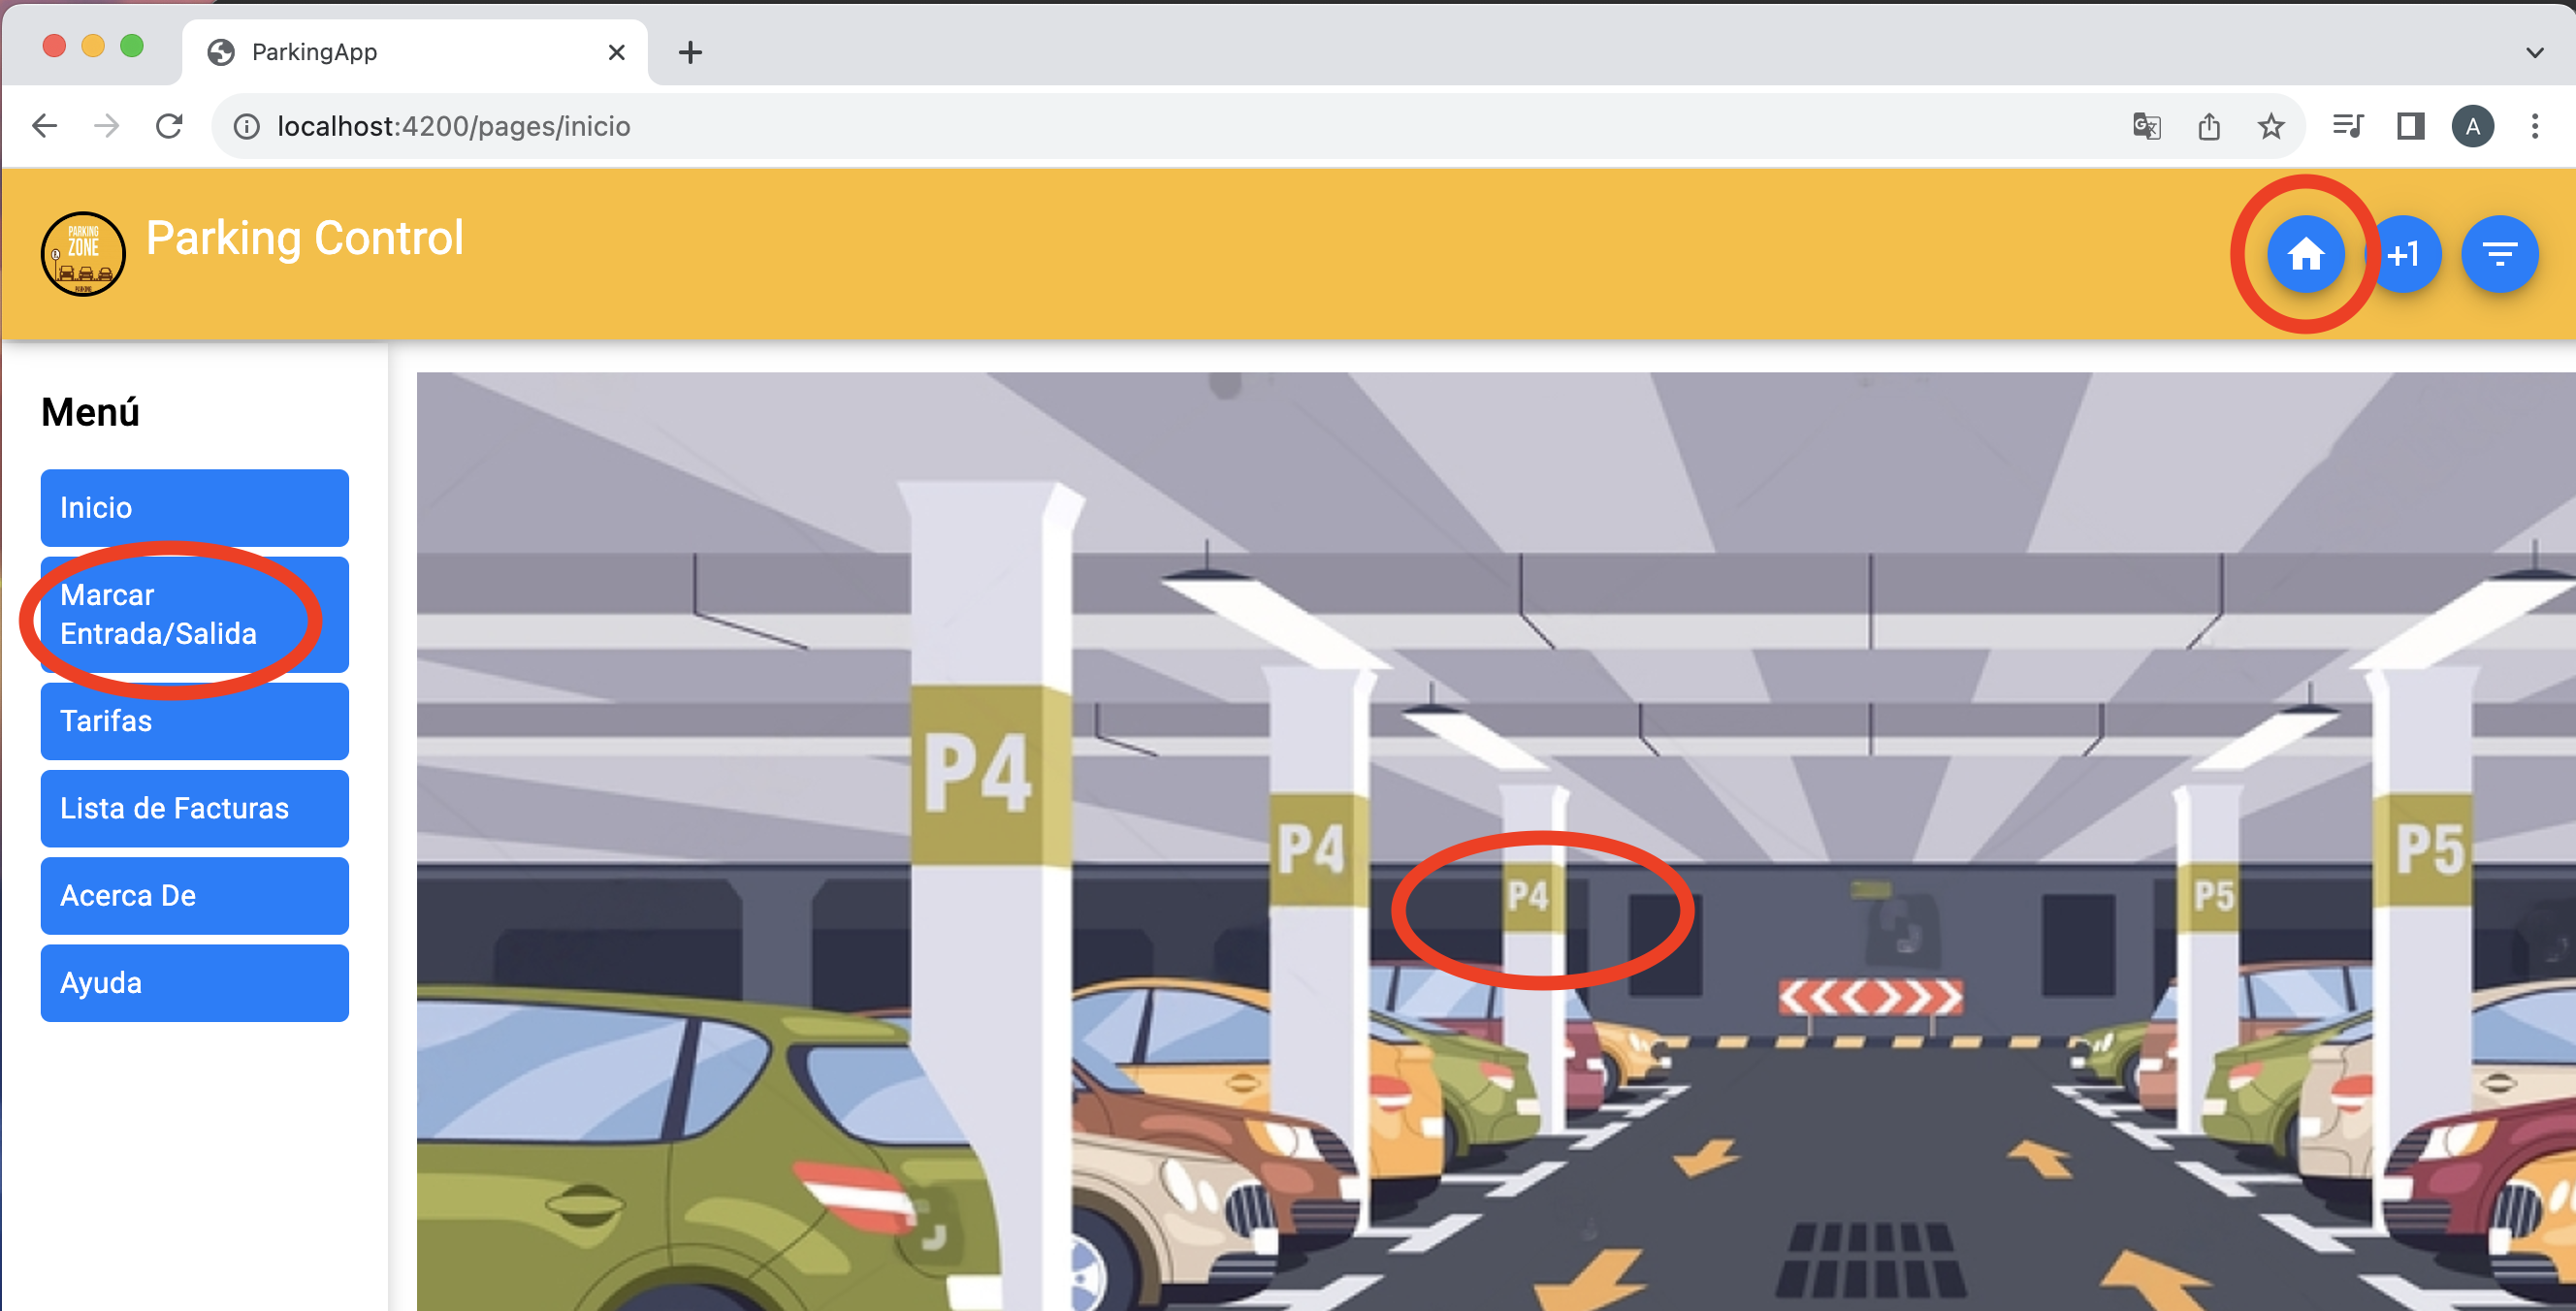 ParkingApp
localhost:4200/pages/inicio
A
PARKING
ZONE
Parking Control
+1
Menú
Inicio
Marcar
Entrada/Salida
Tarifas
Lista de Facturas
Acerca De
Ayuda
P4
P4
P4
P5
P5